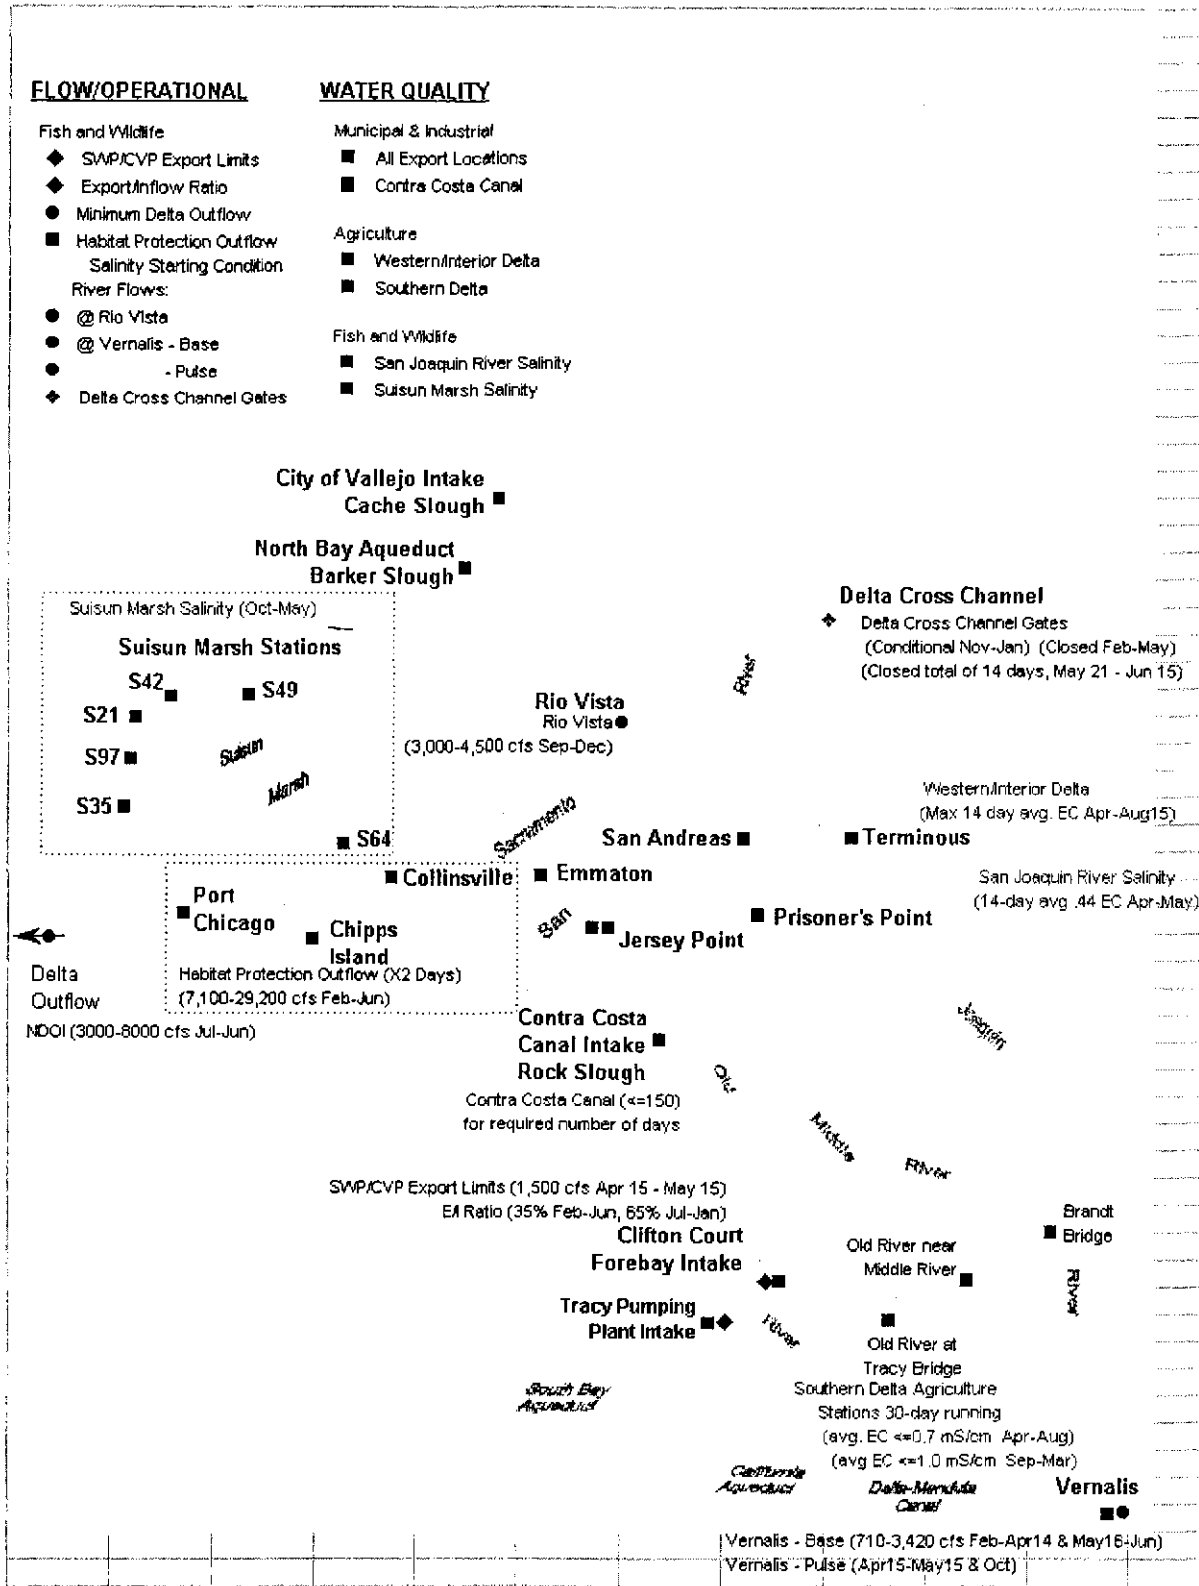 FLOW/OPERATIONAL
Fish and Wildlife
SWP/CVP Export Limits
Export/Inflow Ratio
Minimum Delta Outflow
Habitat Protection Outflow
Salinity Starting Condition
River Flows:
@ Rio Vista
@ Vernalis - Base
- Pulse
Delta Cross Channel Gates
WATER QUALITY
Municipal & Industrial
All Export Locations
Contra Costa Canal
Agriculture
Western/Interior Delta
Southern Delta
Fish and Wildlife
San Joaquin River Salinity
Suisun Marsh Salinity
City of Vallejo Intake
Cache Slough
North Bay Aqueduct
Barker Slough
Suisun Marsh Salinity (Oct-May)
Suisun Marsh Stations
S42
S49
S21
S97
S35
S64
Suisun
Marsh
Delta Cross Channel
Delta Cross Channel Gates
(Conditional Nov-Jan) (Closed Feb-May)
(Closed total of 14 days, May 21 - Jun 15)
River
Rio Vista
Rio Vista
(3,000-4,500 cfs Sep-Dec)
Sacramento
Western/Interior Delta
(Max 14 day avg. EC Apr-Aug15)
San Andreas
Terminous
Collinsville
Emmaton
San Joaquin River Salinity
(14-day avg .44 EC Apr-May)
Port
Chicago
Chipps
Island
San
Jersey Point
Prisoner's Point
Delta
Outflow
NDOI (3000-8000 cfs Jul-Jun)
Habitat Protection Outflow (X2 Days)
(7,100-29,200 cfs Feb-Jun)
Joaquin
Contra Costa
Canal Intake
Rock Slough
Contra Costa Canal (<=150)
for required number of days
Old
Middle
River
SWP/CVP Export Limits (1,500 cfs Apr 15 - May 15)
E/I Ratio (35% Feb-Jun, 65% Jul-Jan)
Clifton Court
Forebay Intake
Old River near
Middle River
Brandt
Bridge
River
Tracy Pumping
Plant Intake
River
Old River at
Tracy Bridge
South Bay
Aqueduct
Southern Delta Agriculture
Stations 30-day running
(avg. EC <=0.7 mS/cm Apr-Aug)
(avg EC <=1.0 mS/cm Sep-Mar)
California
Aqueduct
Delta-Mendota
Canal
Vernalis
Vernalis - Base (710-3,420 cfs Feb-Apr14 & May16-Jun)
Vernalis - Pulse (Apr15-May15 & Oct)